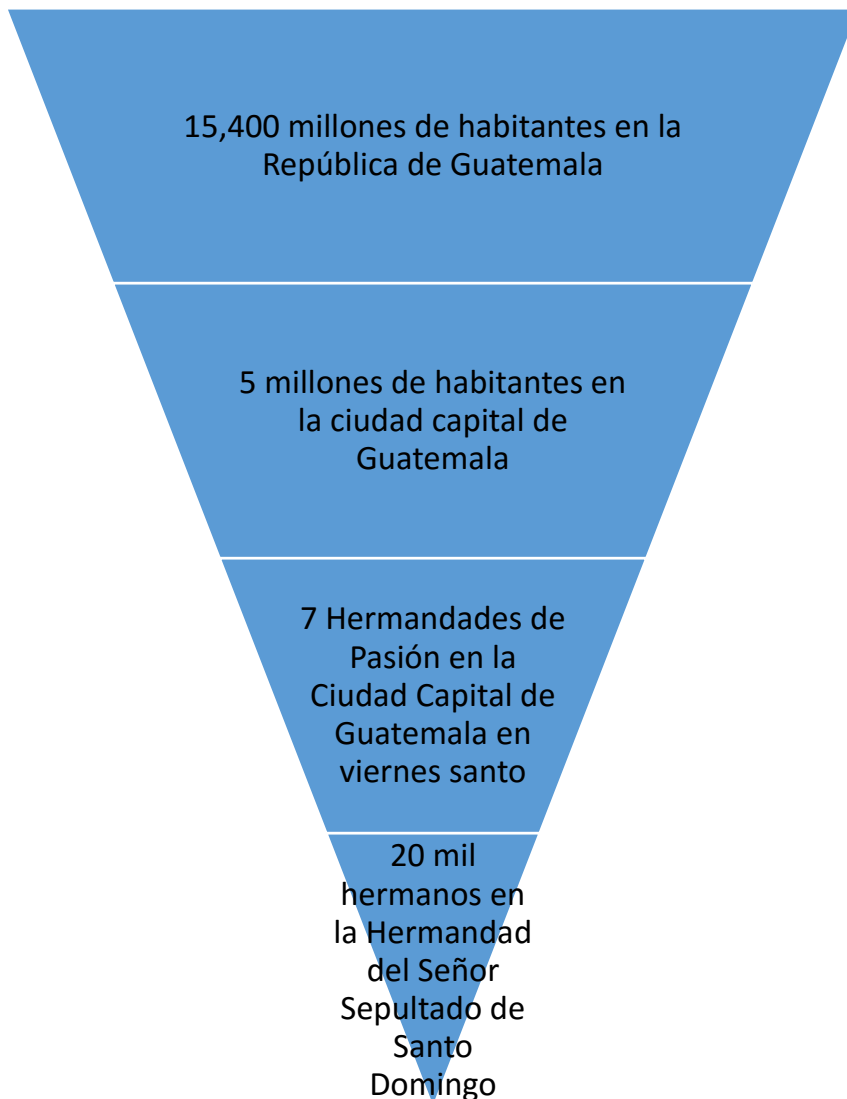 15,400 millones de habitantes en la
República de Guatemala
5 millones de habitantes en
la ciudad capital de
Guatemala
7 Hermandades de
Pasión en la
Ciudad Capital de
Guatemala en
viernes santo
20 mil
hermanos en
la Hermandad
del Señor
Sepultado de
Santo
Domingo